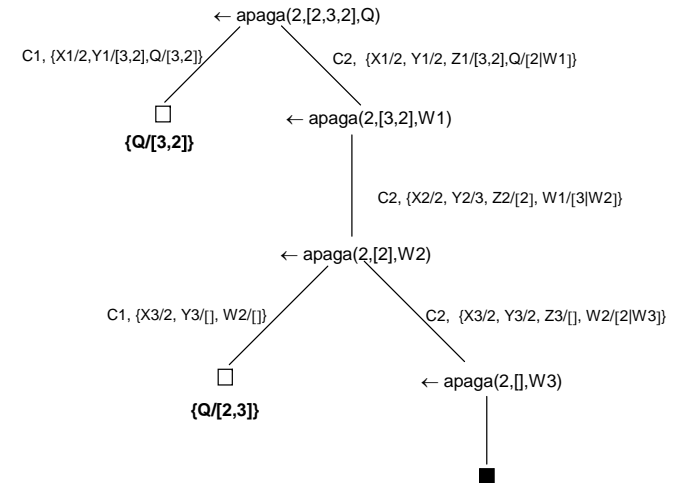 ← apaga(2,[2,3,2],Q)
C1, {X1/2,Y1/[3,2],Q/[3,2]}
C2, {X1/2, Y1/2, Z1/[3,2],Q/[2|W1]}
{Q/[3,2]}
← apaga(2,[3,2],W1)
C2, {X2/2, Y2/3, Z2/[2], W1/[3|W2]}
← apaga(2,[2],W2)
C1, {X3/2, Y3/[], W2/[]}
C2, {X3/2, Y3/2, Z3/[], W2/[2|W3]}
{Q/[2,3]}
← apaga(2,[],W3)